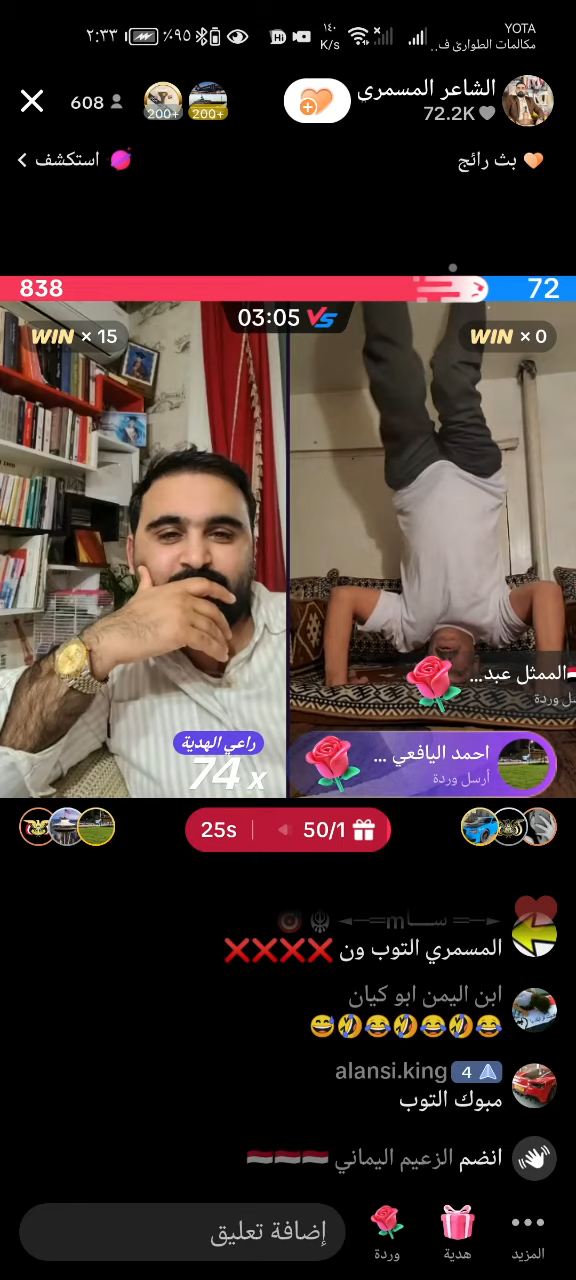 ٢:٣٣
٪٩٥
١٤٠
K/s
YOTA
مكالمات الطوارئ ف..
608
200+
200+
الشاعر المسمري
72.2K
استكشف
بث رائج
838
72
03:05 VS
WIN × 15
WIN × 0
الممثل عبد...
احمد اليافعي ...
أرسل وردة
راعي الهدية
74 x
25s
50/1
المسمري التوب ون ❌❌❌❌
ابن اليمن ابو كيان
😂🤣😂🤣😂🤣😅
alansi.king
4
مبوك التوب
انضم الزعيم اليماني 🇾🇪🇾🇪🇾🇪
إضافة تعليق
وردة
هدية
المزيد